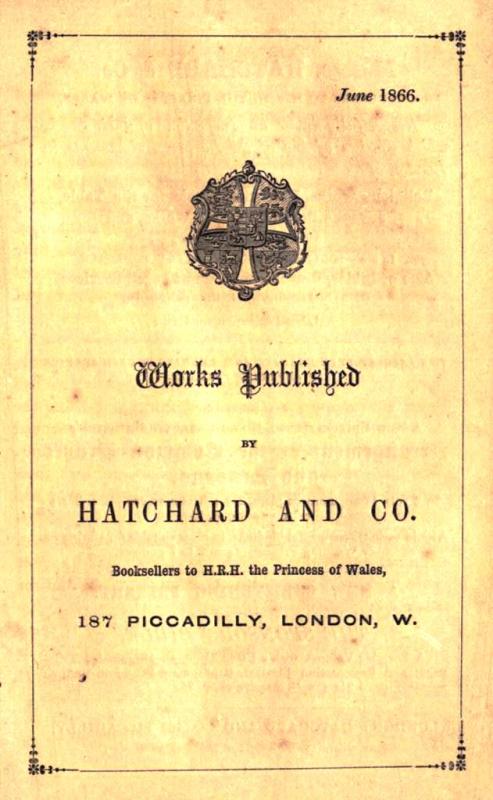 June 1866.
Works Published
BY
HATCHARD AND CO.
Booksellers to H.R.H. the Princess of Wales,
187 PICCADILLY, LONDON, W.